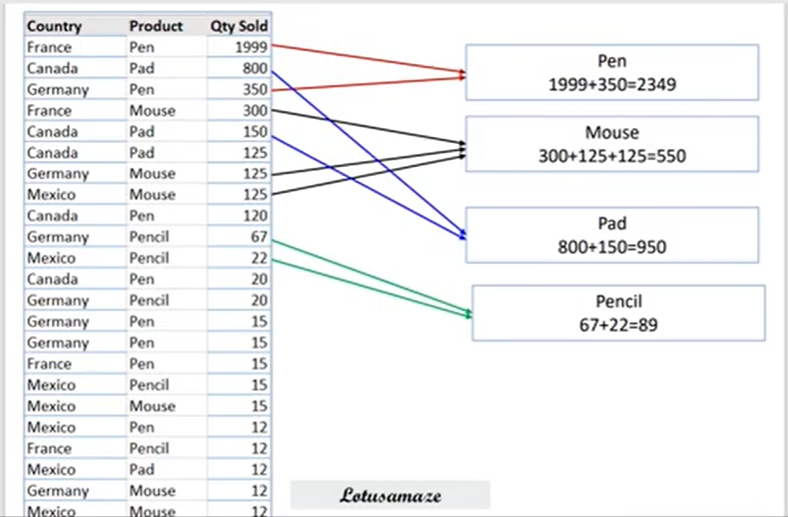 Country Product Qty Sold
France Pen 1999
Canada Pad 800
Germany Pen 350
France Mouse 300
Canada Pad 150
Canada Pad 125
Germany Mouse 125
Mexico Mouse 125
Canada Pen 120
Germany Pencil 67
Mexico Pencil 22
Canada Pen 20
Germany Pencil 20
Germany Pen 15
Germany Pen 15
France Pen 15
Mexico Pencil 15
Mexico Mouse 15
Mexico Pen 12
France Pencil 12
Mexico Pad 12
Germany Mouse 12
Mexico Mouse 12
Pen
1999+350=2349
Mouse
300+125+125=550
Pad
800+150=950
Pencil
67+22=89
Lotusamaze